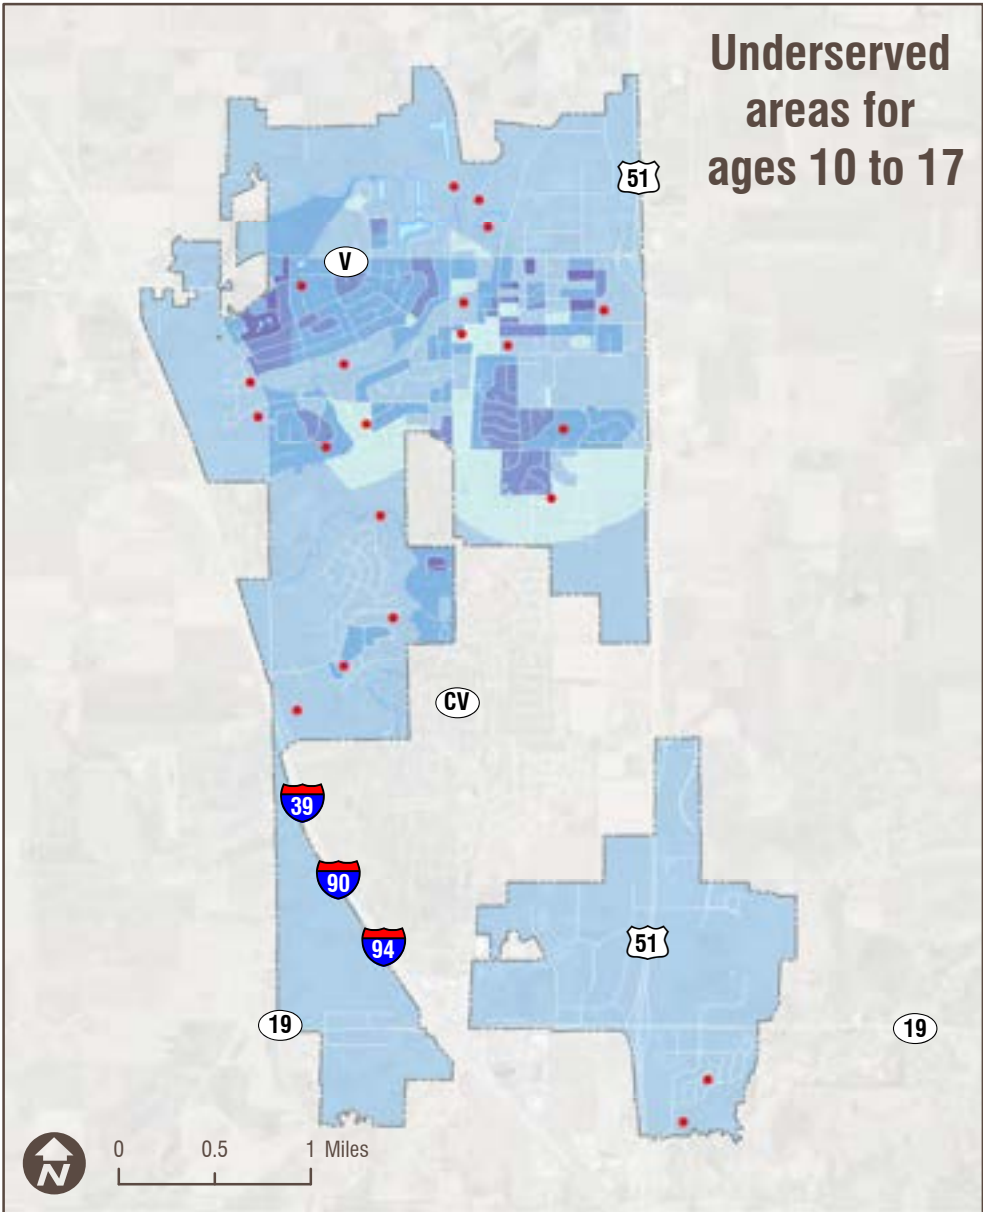 Underserved
areas for
ages 10 to 17
51
V
CV
39
90
94
51
19
19
N
0 0.5 1 Miles